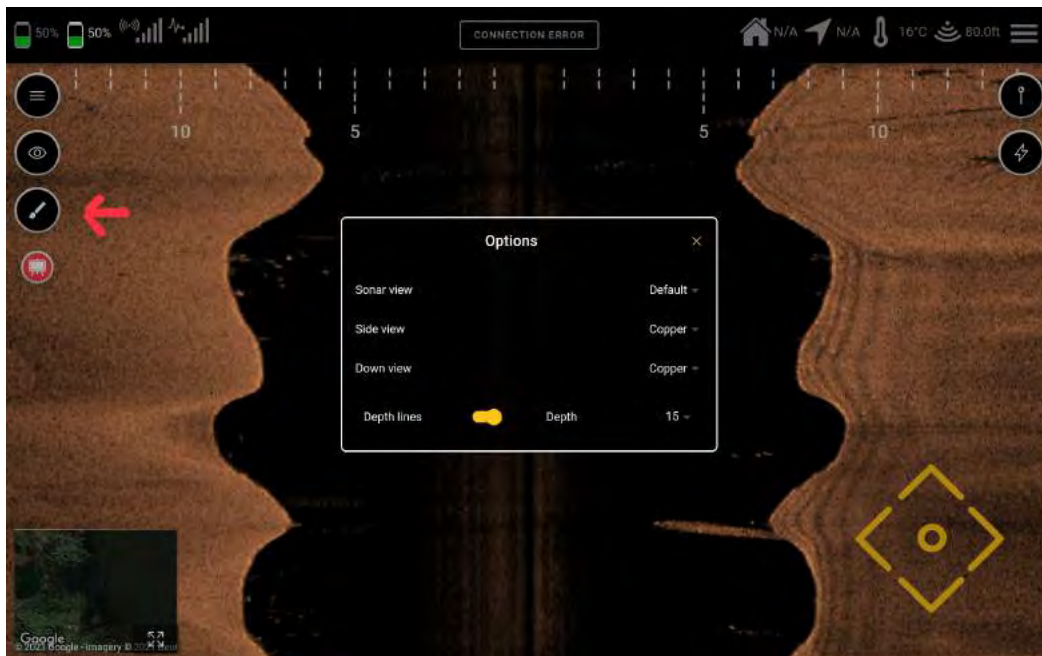 50%
50%
CONNECTION ERROR
N/A
N/A
16°C
80.0ft
10
5
5
10
Options
×
Sonar view
Default
Side view
Copper
Down view
Copper
Depth lines
Depth
15
Google